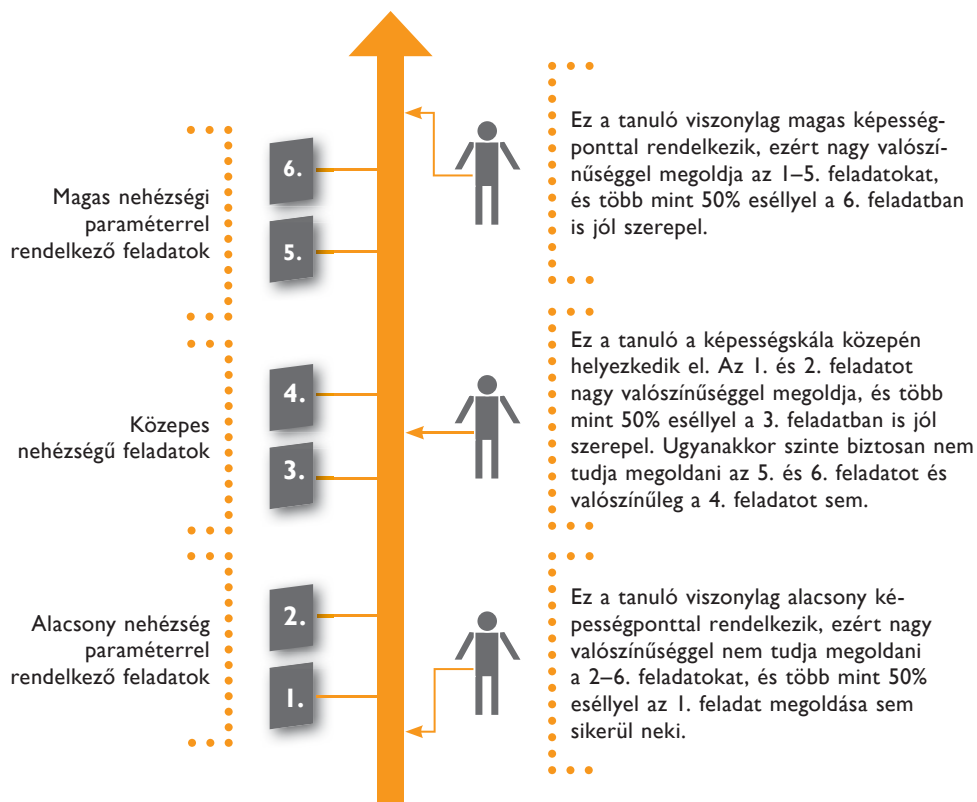 Magas nehézségi
paraméterrel
rendelkező feladatok
6.
5.
Ez a tanuló viszonylag magas képesség-
ponttal rendelkezik, ezért nagy valószí-
nűséggel megoldja az 1–5. feladatokat,
és több mint 50% eséllyel a 6. feladatban
is jól szerepel.
Közepes
nehézségű feladatok
4.
3.
Ez a tanuló a képességskála közepén
helyezkedik el. Az 1. és 2. feladatot
nagy valószínűséggel megoldja, és több
mint 50% eséllyel a 3. feladatban is jól
szerepel. Ugyanakkor szinte biztosan nem
tudja megoldani az 5. és 6. feladatot és
valószínűleg a 4. feladatot sem.
Alacsony nehézség
paraméterrel
rendelkező feladatok
2.
1.
Ez a tanuló viszonylag alacsony ké-
pességponttal rendelkezik, ezért nagy
valószínűséggel nem tudja megoldani
a 2–6. feladatokat, és több mint 50%
eséllyel az 1. feladat megoldása sem
sikerül neki.